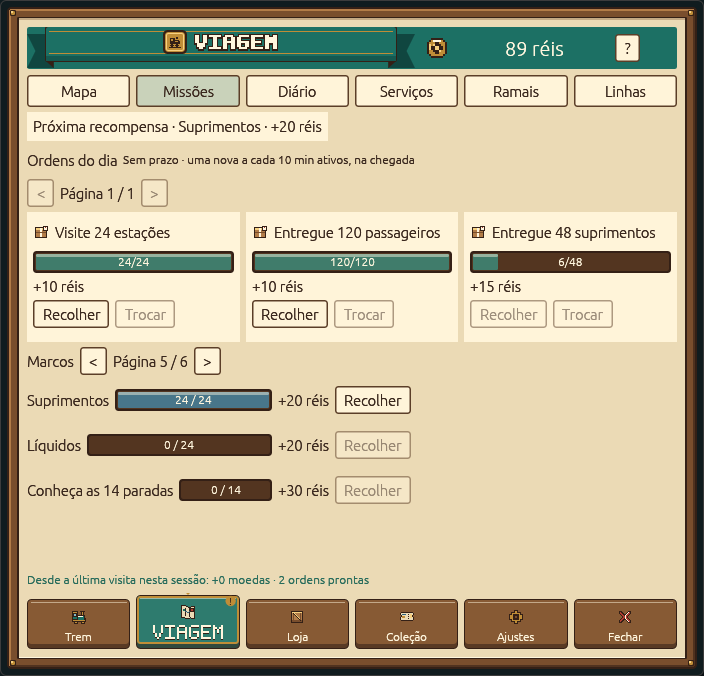 VIAGEM
89 réis
?
Mapa
Missões
Diário
Serviços
Ramais
Linhas
Próxima recompensa · Suprimentos · +20 réis
Ordens do dia Sem prazo · uma nova a cada 10 min ativos, na chegada
< Página 1 / 1 >
Visite 24 estações
24/24
+10 réis
Recolher Trocar
Entregue 120 passageiros
120/120
+10 réis
Recolher Trocar
Entregue 48 suprimentos
6/48
+15 réis
Recolher Trocar
Marcos < Página 5 / 6 >
Suprimentos 24 / 24 +20 réis Recolher
Líquidos 0 / 24 +20 réis Recolher
Conheça as 14 paradas 0 / 14 +30 réis Recolher
Desde a última visita nesta sessão: +0 moedas · 2 ordens prontas
Trem
!
VIAGEM
Loja
Coleção
Ajustes
Fechar